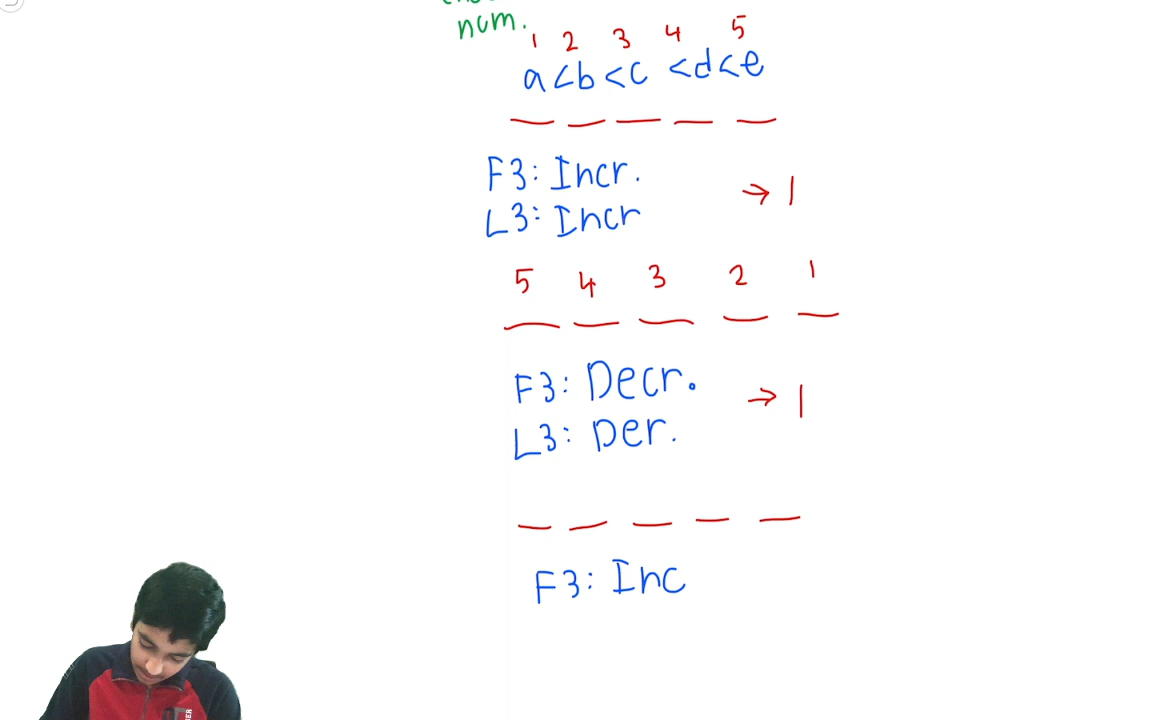 num.
1 2 3 4 5
a<b<c <d<e
F3: Incr.
L3: Incr
→ 1
5 4 3 2 1
F3: Decr.
L3: Der.
→ 1
F3: Inc